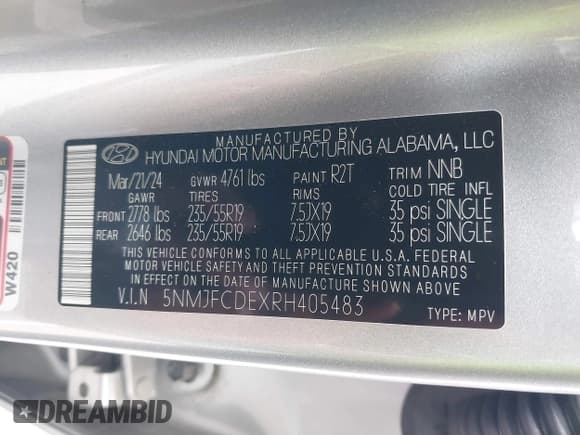 MANUFACTURED BY
HYUNDAI MOTOR MANUFACTURING ALABAMA, LLC
Mar/21/24 GVWR 4761 lbs PAINT R2T TRIM NNB
GAWR TIRES RIMS COLD TIRE INFL
FRONT 2778 lbs 235/55R19 7.5JX19 35 psi SINGLE
REAR 2646 lbs 235/55R19 7.5JX19 35 psi SINGLE
THIS VEHICLE CONFORMS TO ALL APPLICABLE U.S.A. FEDERAL
MOTOR VEHICLE SAFETY AND THEFT PREVENTION STANDARDS
IN EFFECT ON THE DATE OF MANUFACTURE SHOWN ABOVE.
V.I.N 5NMJFCDEXRH405483
TYPE: MPV
W420
DREAMBID